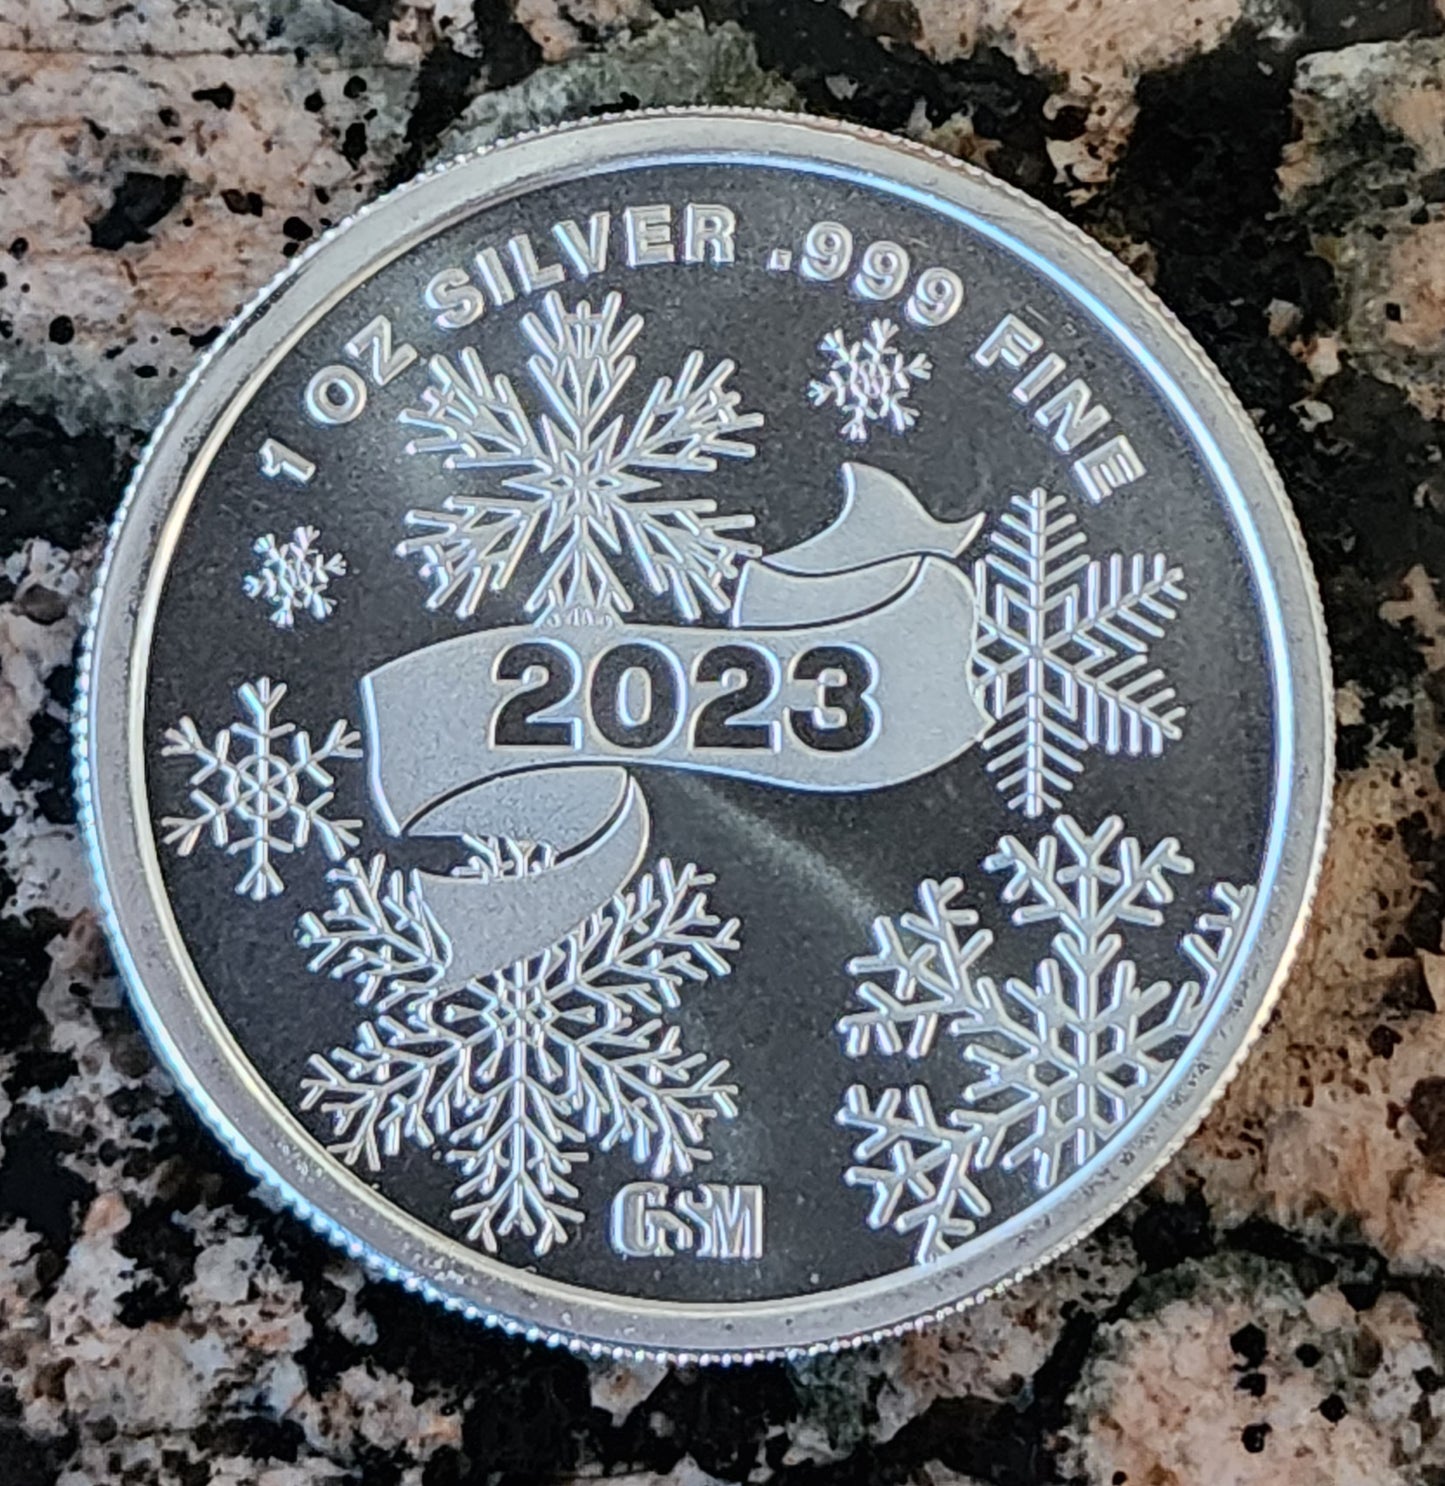 1 OZ SILVER .999 FINE
2023
GSM